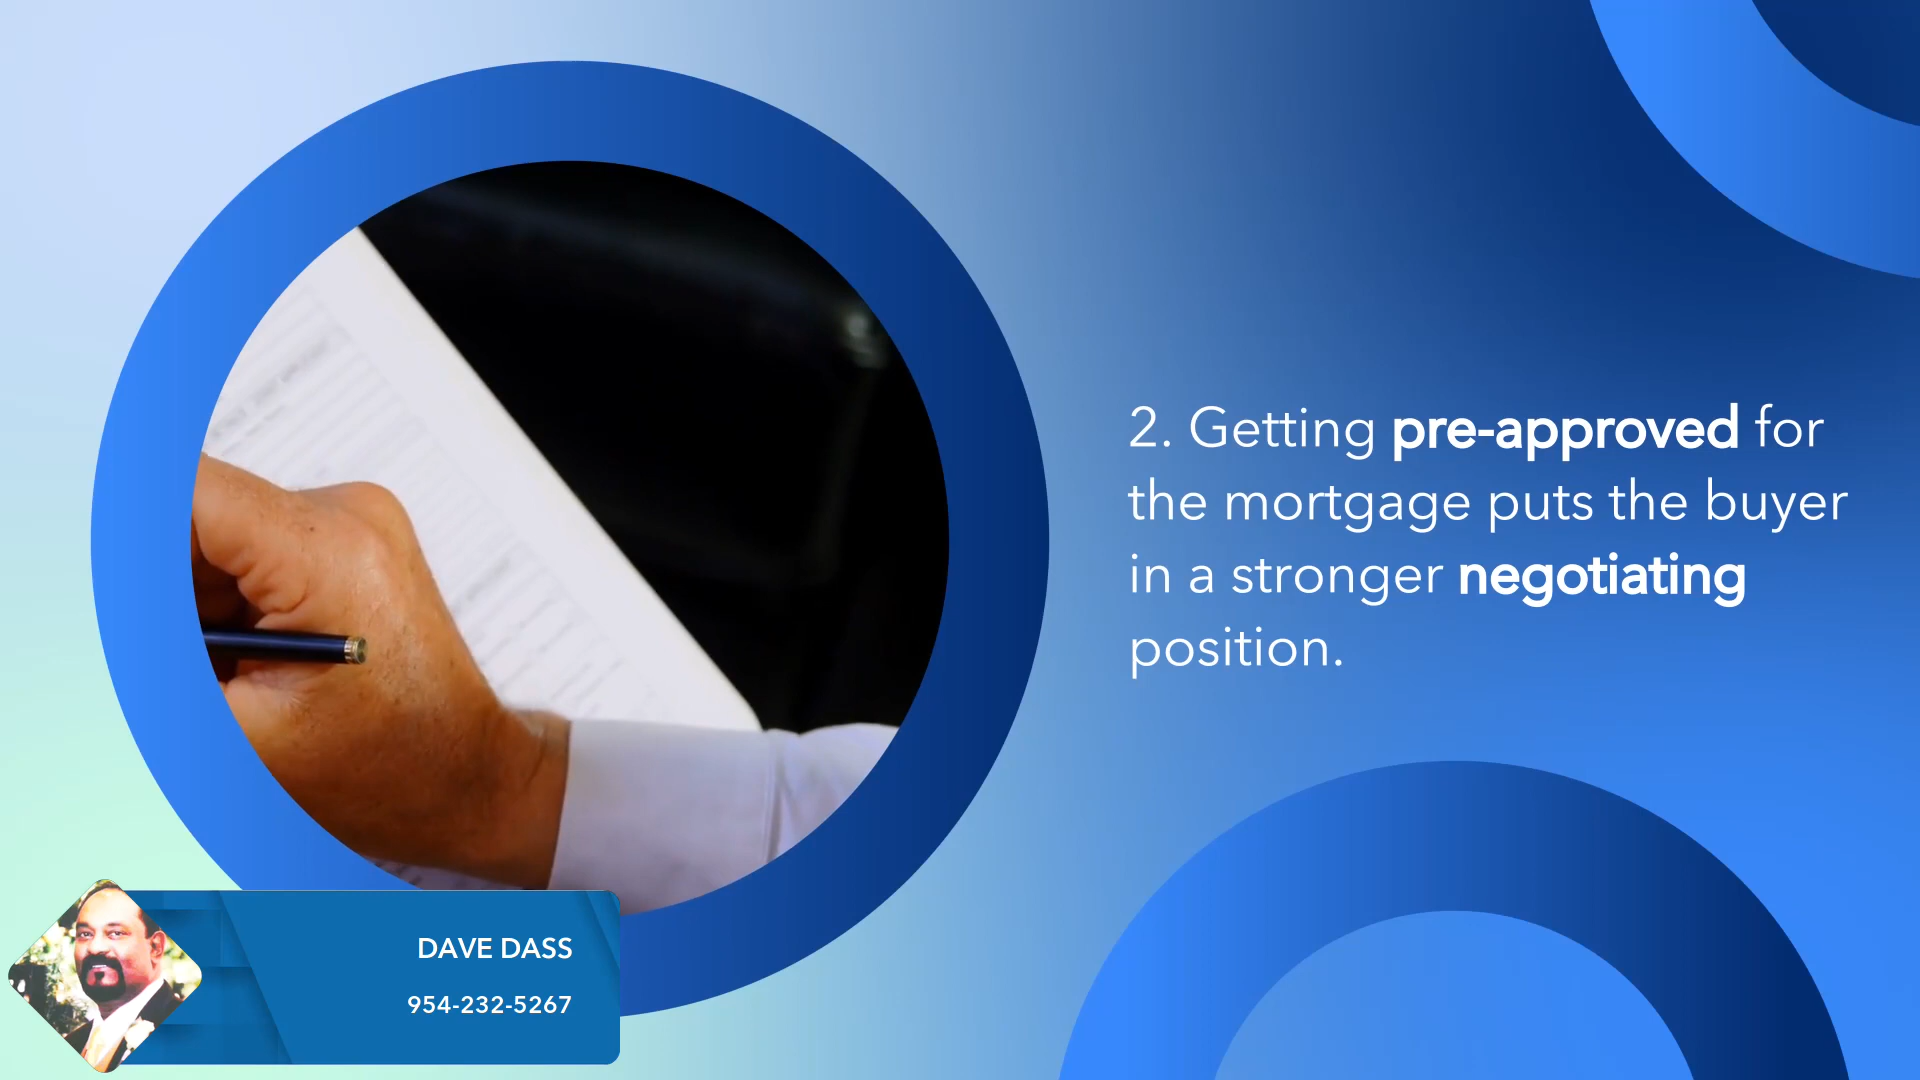 2. Getting pre-approved for
the mortgage puts the buyer
in a stronger negotiating
position.
DAVE DASS
954-232-5267